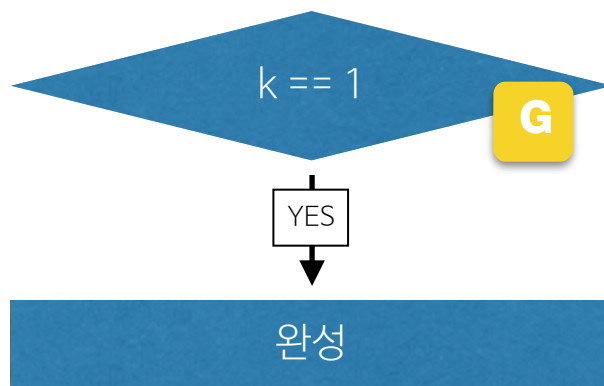 k == 1
G
YES
완성